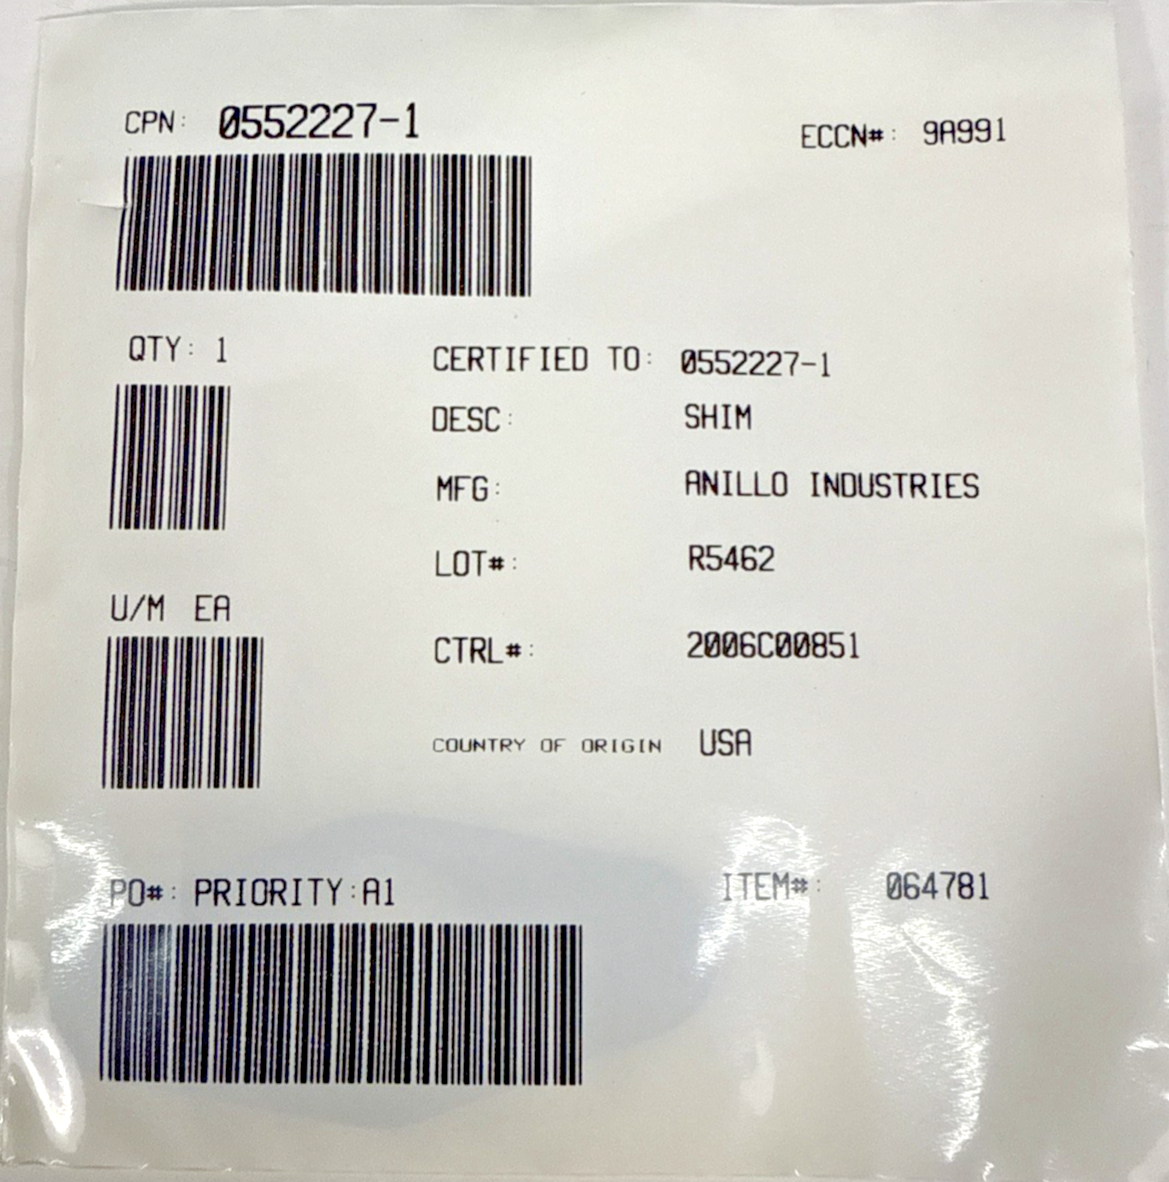 CPN: 0552227-1
ECCN#: 9A991
QTY: 1
CERTIFIED TO: 0552227-1
DESC: SHIM
MFG: ANILLO INDUSTRIES
LOT#: R5462
U/M EA
CTRL#: 2006C00851
COUNTRY OF ORIGIN USA
PO#: PRIORITY:A1
ITEM#: 064781